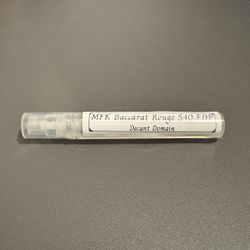 MFK Baccarat Rouge 540 EDP
Decant Domain